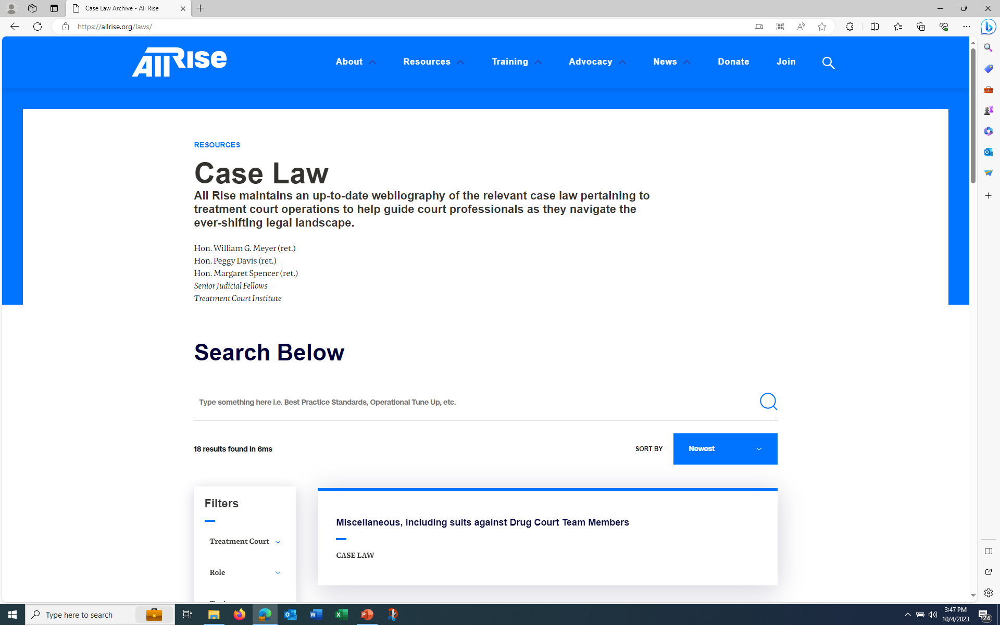 Case Law Archive - All Rise
https://allrise.org/laws/
All Rise
About
Resources
Training
Advocacy
News
Donate
Join
RESOURCES
Case Law
All Rise maintains an up-to-date webliography of the relevant case law pertaining to
treatment court operations to help guide court professionals as they navigate the
ever-shifting legal landscape.
Hon. William G. Meyer (ret.)
Hon. Peggy Davis (ret.)
Hon. Margaret Spencer (ret.)
Senior Judicial Fellows
Treatment Court Institute
Search Below
Type something here i.e. Best Practice Standards, Operational Tune Up, etc.
18 results found in 6ms
SORT BY
Newest
Filters
Treatment Court
Role
Miscellaneous, including suits against Drug Court Team Members
CASE LAW
Type here to search
3:47 PM
10/4/2023
24